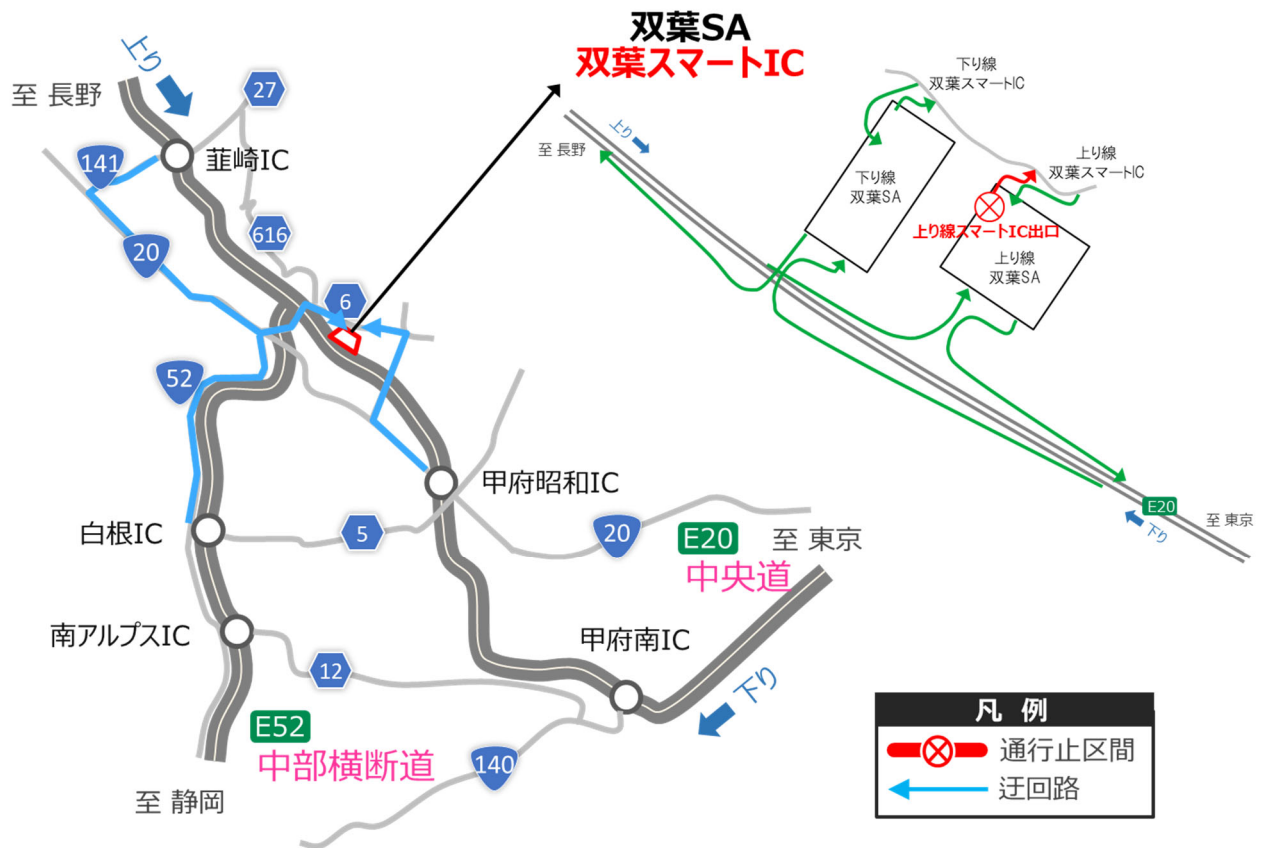 双葉SA
双葉スマートIC
上り
至 長野
27
141
韮崎IC
20
616
6
52
白根IC
5
甲府昭和IC
20
E20
至 東京
中央道
南アルプスIC
12
甲府南IC
下り
E52
中部横断道
140
至 静岡
下り線
双葉スマートIC
上り
至 長野
上り線
双葉スマートIC
下り線
双葉SA
上り線スマートIC出口
上り線
双葉SA
E20
至 東京
下り
凡 例
通行止区間
迂回路